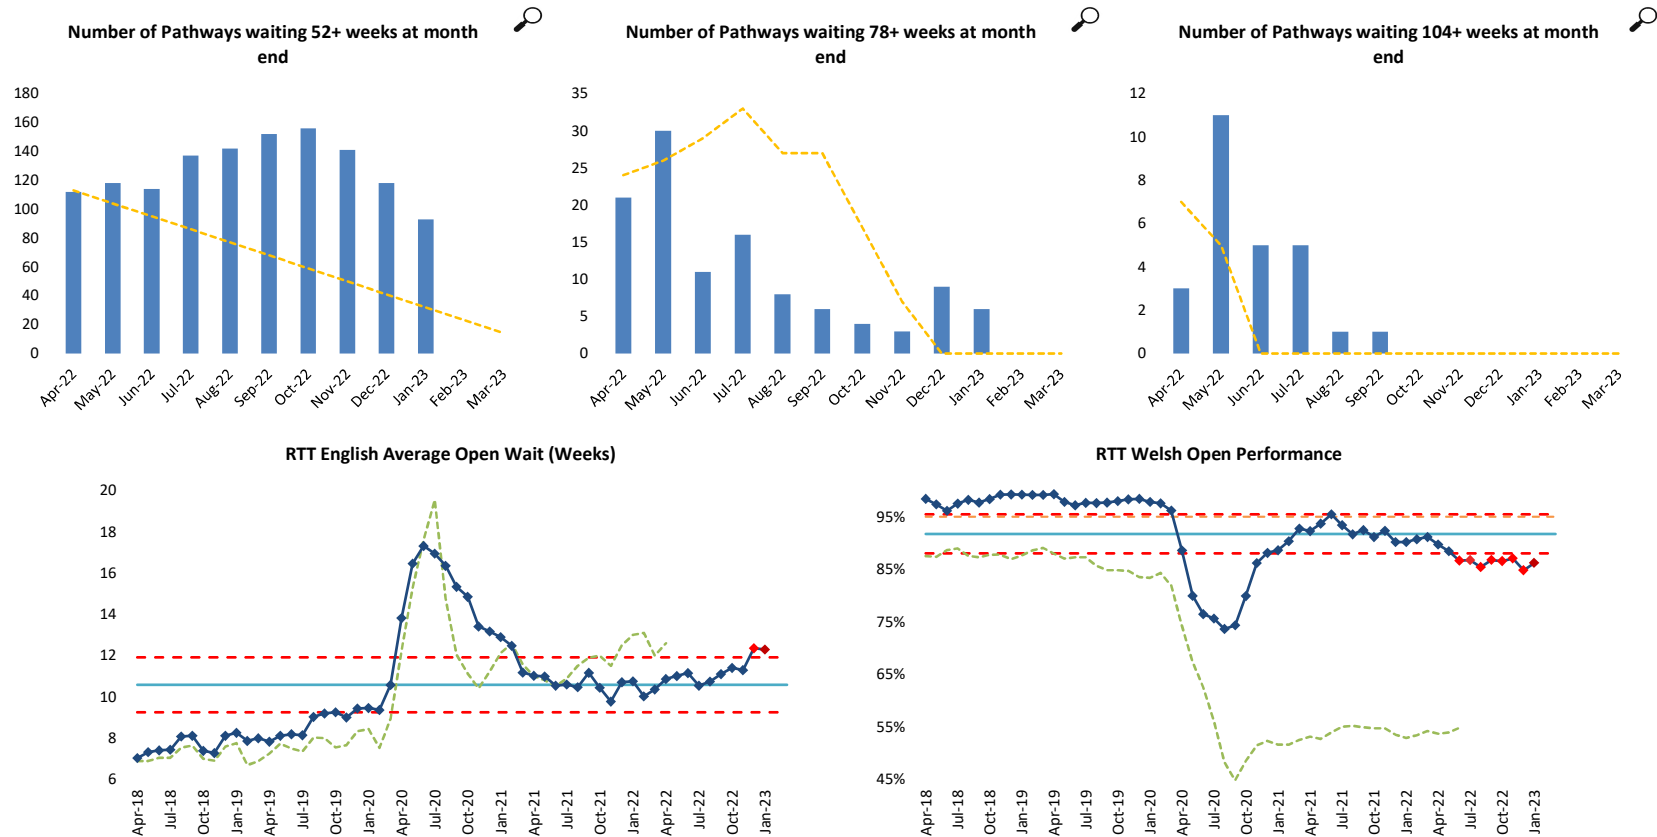 Number of Pathways waiting 52+ weeks at month
end
180
160
140
120
100
80
60
40
20
0
Apr-22
May-22
Jun-22
Jul-22
Aug-22
Sep-22
Oct-22
Nov-22
Dec-22
Jan-23
Feb-23
Mar-23
Number of Pathways waiting 78+ weeks at month
end
35
30
25
20
15
10
5
0
Apr-22
May-22
Jun-22
Jul-22
Aug-22
Sep-22
Oct-22
Nov-22
Dec-22
Jan-23
Feb-23
Mar-23
Number of Pathways waiting 104+ weeks at month
end
12
10
8
6
4
2
0
Apr-22
May-22
Jun-22
Jul-22
Aug-22
Sep-22
Oct-22
Nov-22
Dec-22
Jan-23
Feb-23
Mar-23
RTT English Average Open Wait (Weeks)
20
18
16
14
12
10
8
6
Apr-18
Jul-18
Oct-18
Jan-19
Apr-19
Jul-19
Oct-19
Jan-20
Apr-20
Jul-20
Oct-20
Jan-21
Apr-21
Jul-21
Oct-21
Jan-22
Apr-22
Jul-22
Oct-22
Jan-23
RTT Welsh Open Performance
95%
85%
75%
65%
55%
45%
Apr-18
Jul-18
Oct-18
Jan-19
Apr-19
Jul-19
Oct-19
Jan-20
Apr-20
Jul-20
Oct-20
Jan-21
Apr-21
Jul-21
Oct-21
Jan-22
Apr-22
Jul-22
Oct-22
Jan-23